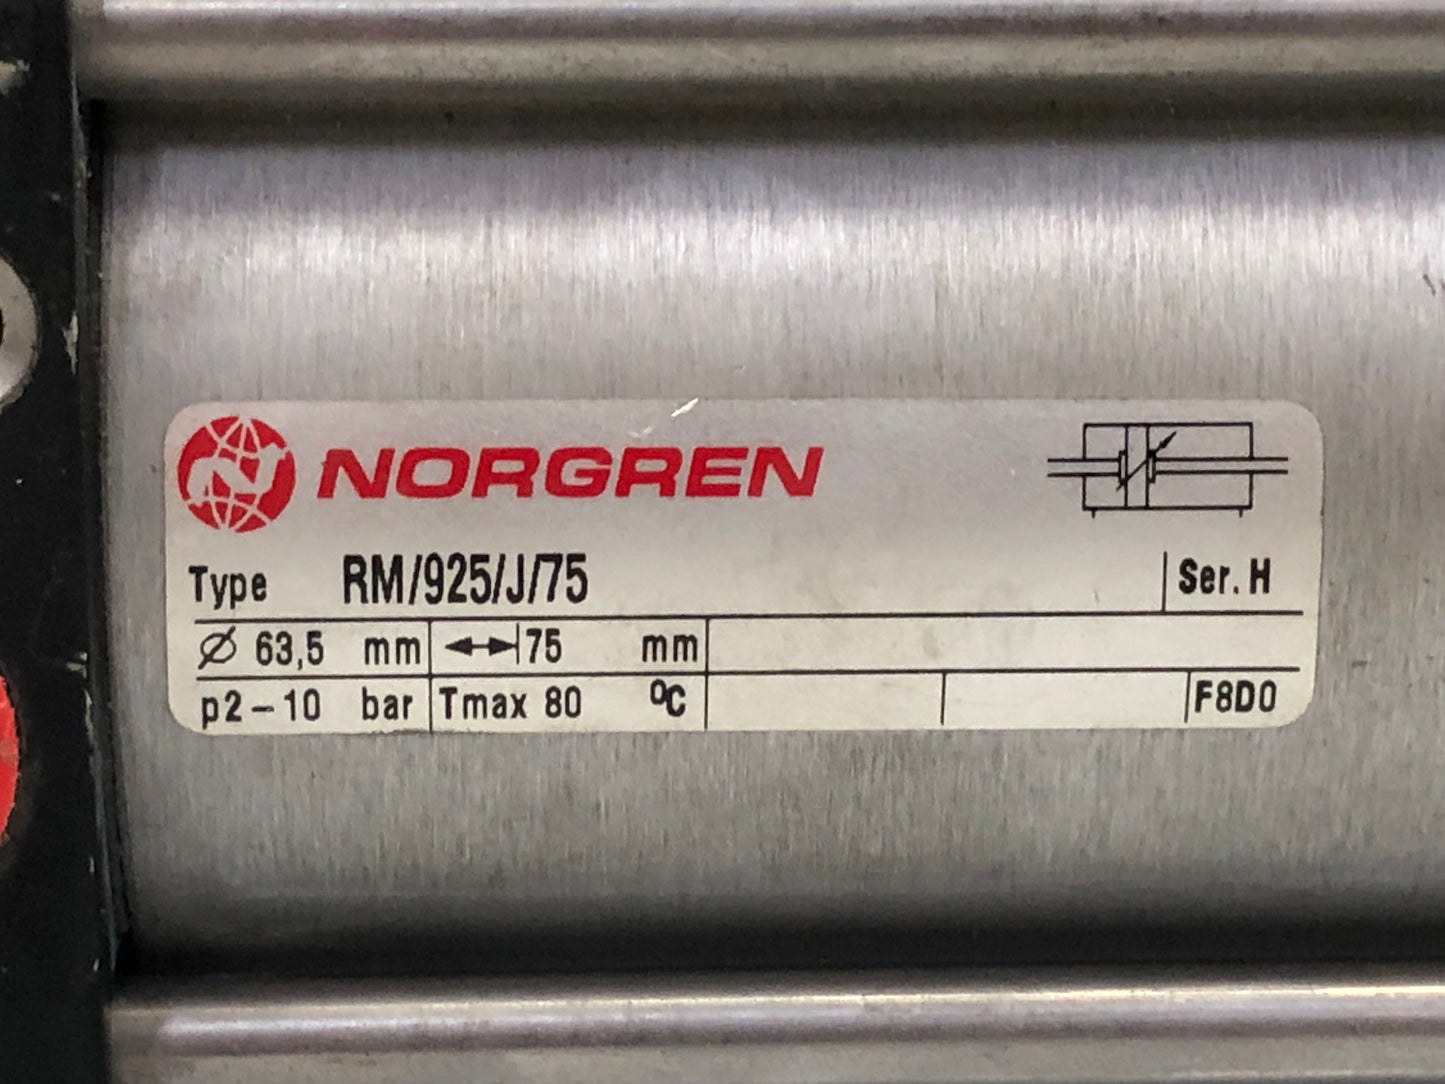 NORGREN
Type RM/925/J/75 Ser. H
Ø 63,5 mm 75 mm
p2-10 bar Tmax 80 °C F8D0